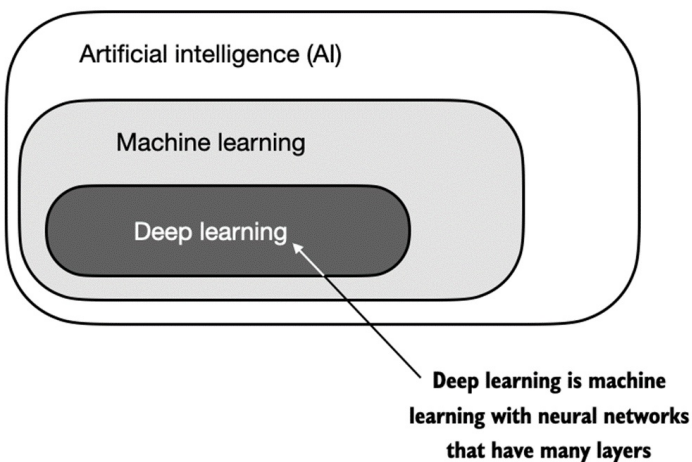 Artificial intelligence (AI)
Machine learning
Deep learning
Deep learning is machine
learning with neural networks
that have many layers